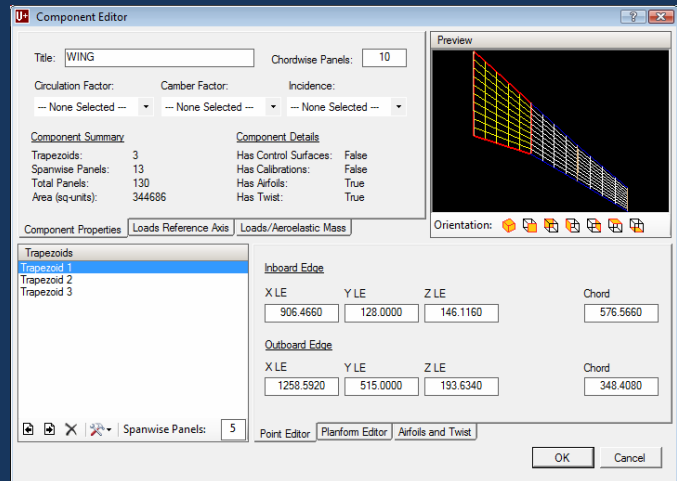 U+ Component Editor
Title: WING
Chordwise Panels: 10
Circulation Factor: Camber Factor: Incidence:
--- None Selected --- --- None Selected --- --- None Selected ---
Component Summary
Trapezoids: 3
Spanwise Panels: 13
Total Panels: 130
Area (sq-units): 344686
Component Details
Has Control Surfaces: False
Has Calibrations: False
Has Airfoils: True
Has Twist: True
Component Properties Loads Reference Axis Loads/Aeroelastic Mass
Preview
Orientation:
Trapezoids
Trapezoid 1
Trapezoid 2
Trapezoid 3
Spanwise Panels: 5
Inboard Edge
X LE Y LE Z LE Chord
906.4660 128.0000 146.1160 576.5660
Outboard Edge
X LE Y LE Z LE Chord
1258.5920 515.0000 193.6340 348.4080
Point Editor Planform Editor Airfoils and Twist
OK Cancel